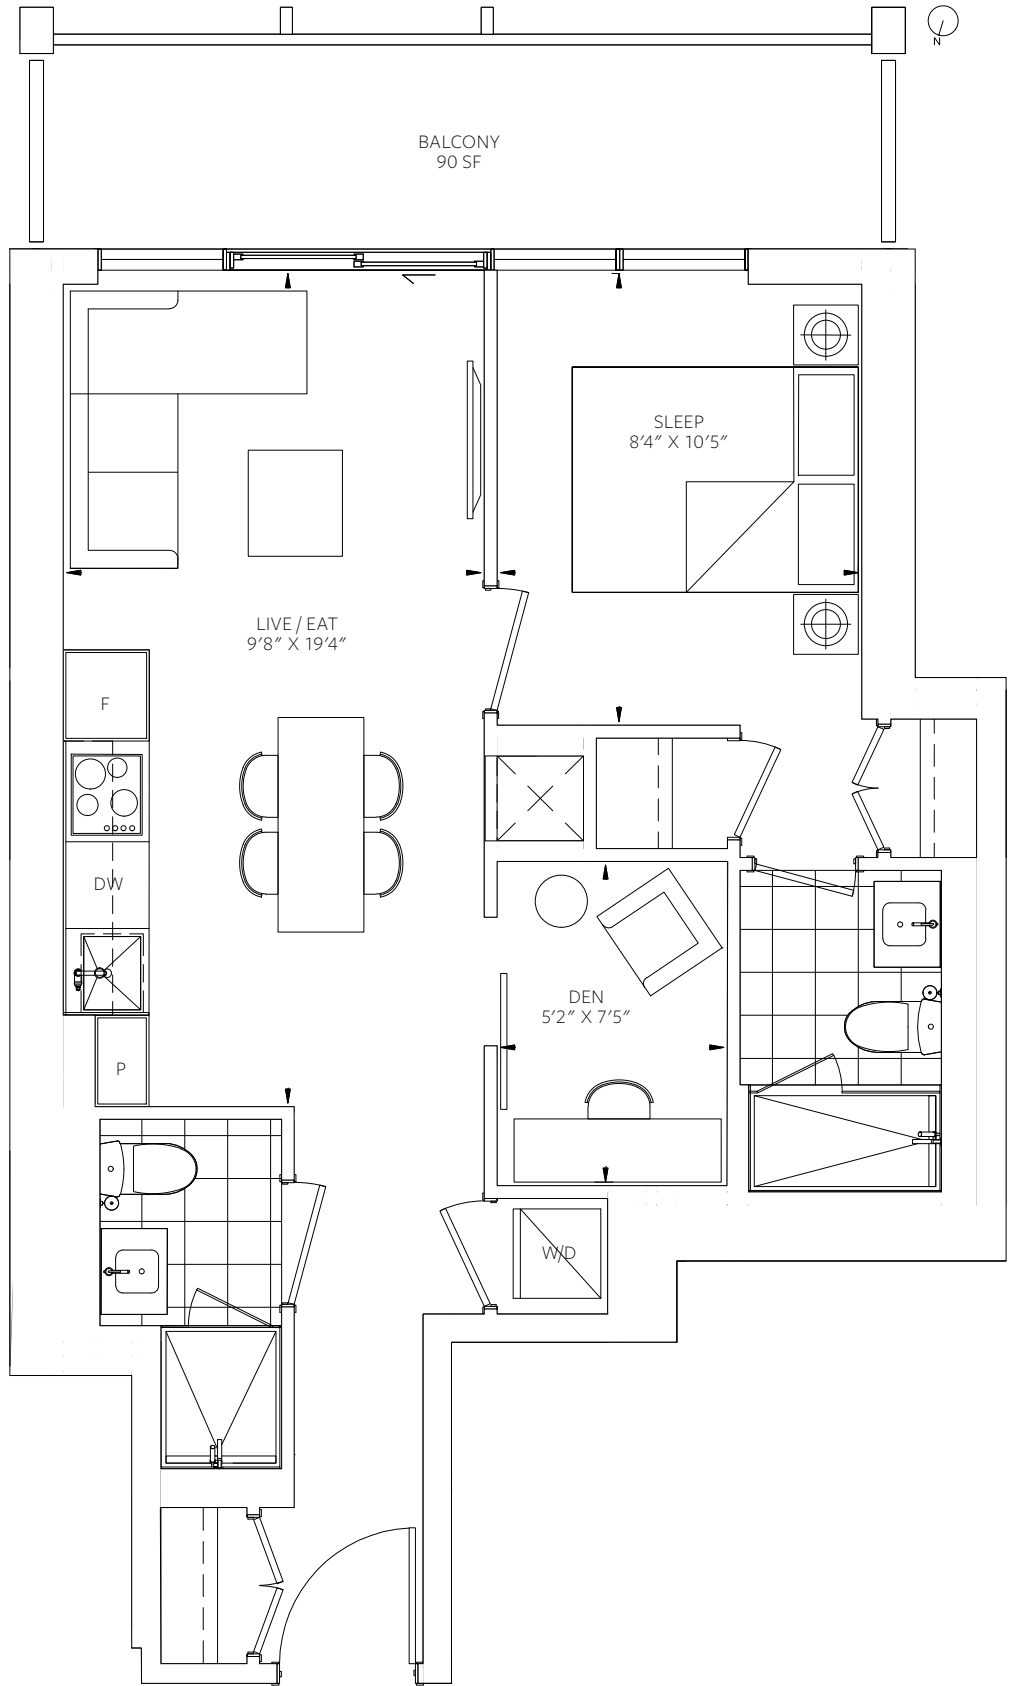 N
BALCONY
90 SF
SLEEP
8'4" X 10'5"
LIVE / EAT
9'8" X 19'4"
F
DW
DEN
5'2" X 7'5"
P
W/D